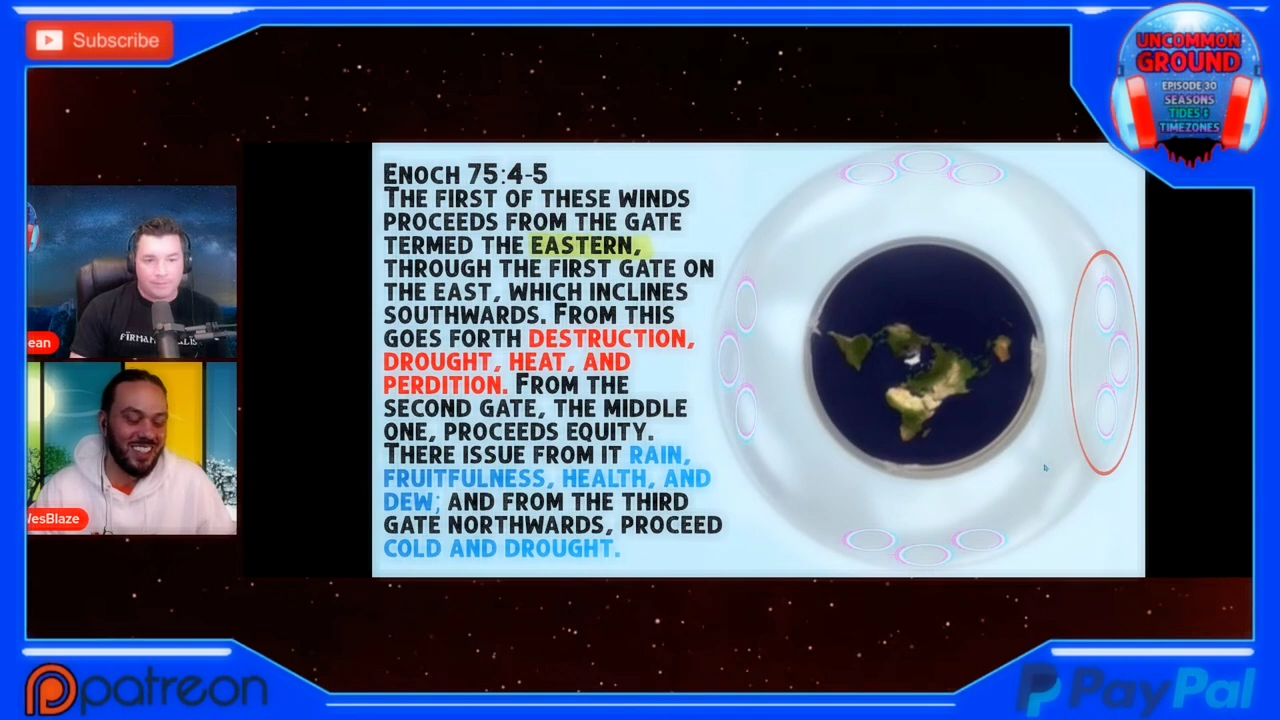 Subscribe
UNCOMMON
GROUND
EPISODE 30
SEASONS
TIDES &
TIMEZONES
ENOCH 75:4-5
THE FIRST OF THESE WINDS
PROCEEDS FROM THE GATE
TERMED THE EASTERN,
THROUGH THE FIRST GATE ON
THE EAST, WHICH INCLINES
SOUTHWARDS. FROM THIS
GOES FORTH DESTRUCTION,
DROUGHT, HEAT, AND
PERDITION. FROM THE
SECOND GATE, THE MIDDLE
ONE, PROCEEDS EQUITY.
THERE ISSUE FROM IT RAIN,
FRUITFULNESS, HEALTH, AND
DEW; AND FROM THE THIRD
GATE NORTHWARDS, PROCEED
COLD AND DROUGHT.
ean
WesBlaze
patreon
PayPal